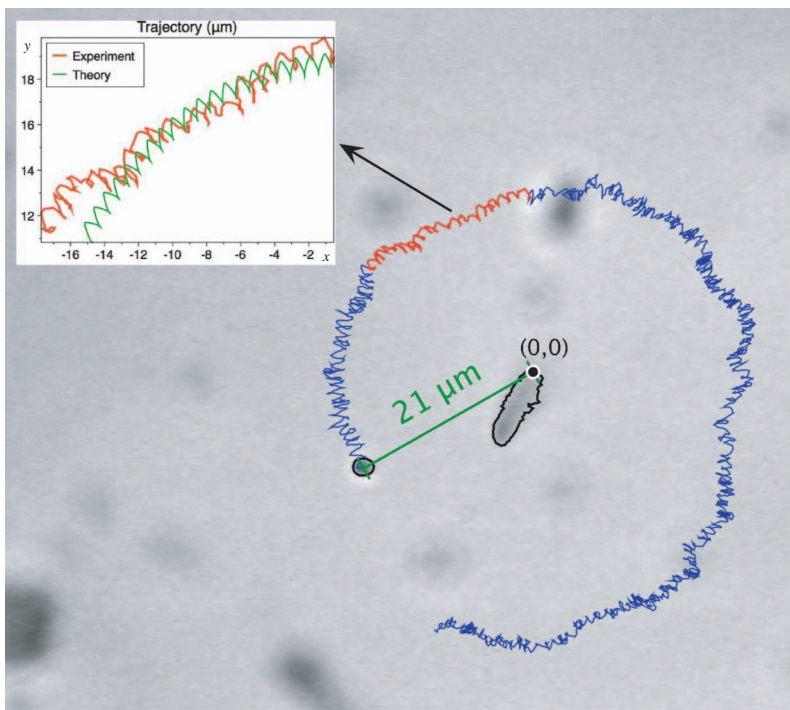 Trajectory (μm)
y
Experiment
Theory
18
16
14
12
-16 -14 -12 -10 -8 -6 -4 -2 x
(0,0)
21 μm